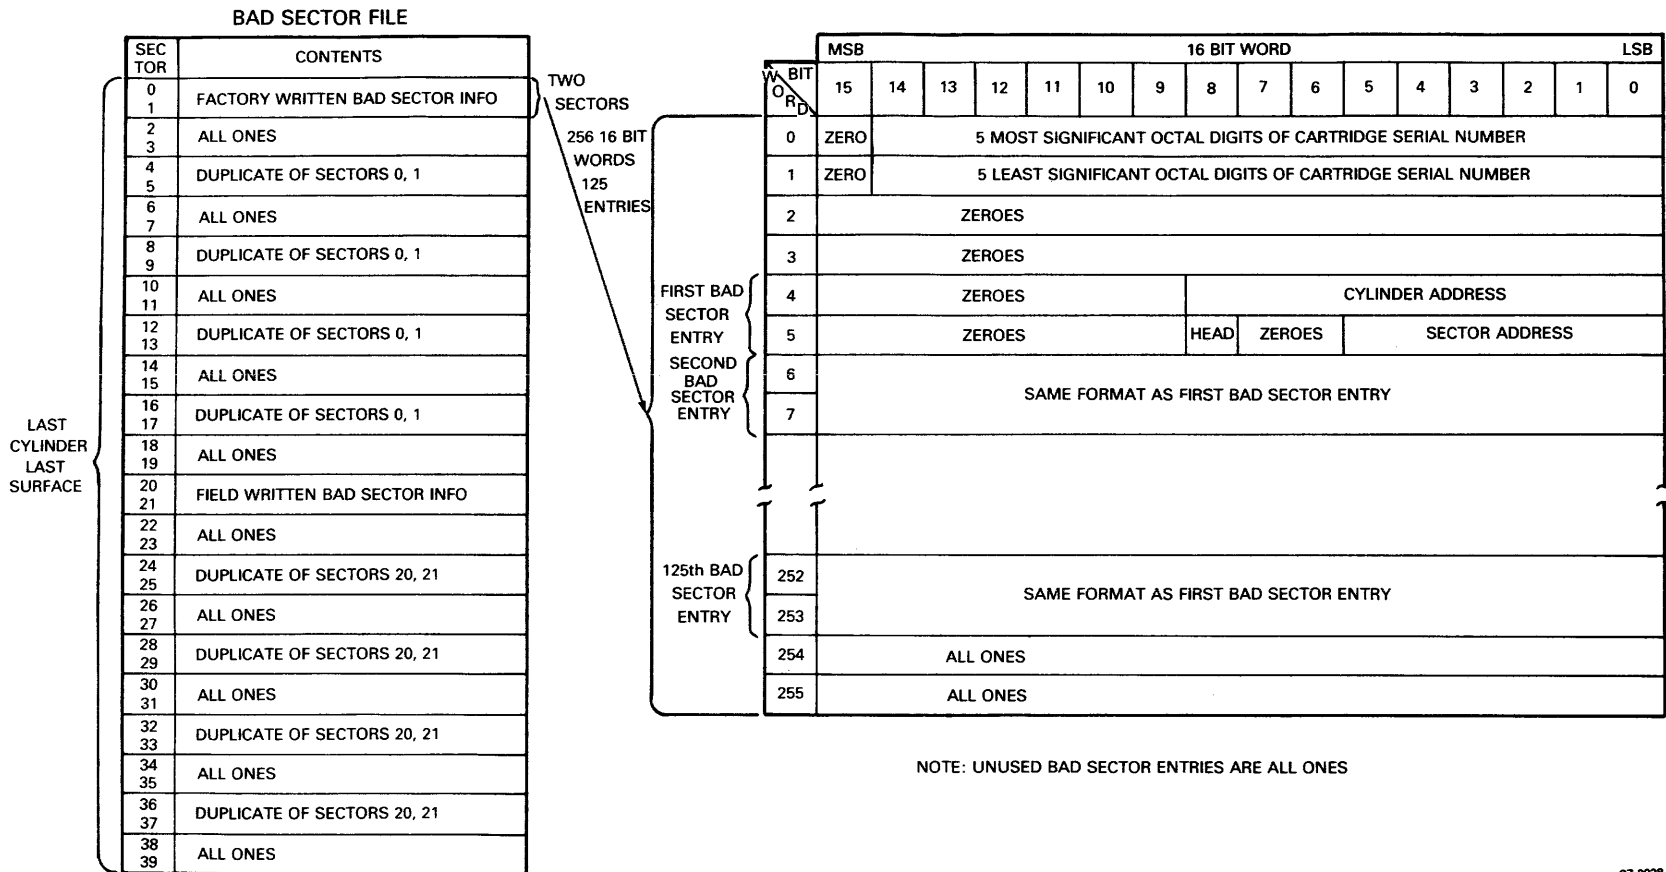 BAD SECTOR FILE
SEC
TOR
CONTENTS
0
1
FACTORY WRITTEN BAD SECTOR INFO
2
3
ALL ONES
4
5
DUPLICATE OF SECTORS 0, 1
6
7
ALL ONES
8
9
DUPLICATE OF SECTORS 0, 1
10
11
ALL ONES
12
13
DUPLICATE OF SECTORS 0, 1
14
15
ALL ONES
16
17
DUPLICATE OF SECTORS 0, 1
18
19
ALL ONES
20
21
FIELD WRITTEN BAD SECTOR INFO
22
23
ALL ONES
24
25
DUPLICATE OF SECTORS 20, 21
26
27
ALL ONES
28
29
DUPLICATE OF SECTORS 20, 21
30
31
ALL ONES
32
33
DUPLICATE OF SECTORS 20, 21
34
35
ALL ONES
36
37
DUPLICATE OF SECTORS 20, 21
38
39
ALL ONES
LAST
CYLINDER
LAST
SURFACE
TWO
SECTORS
256 16 BIT
WORDS
125
ENTRIES
MSB 16 BIT WORD LSB
WORD BIT 15 14 13 12 11 10 9 8 7 6 5 4 3 2 1 0
0 ZERO 5 MOST SIGNIFICANT OCTAL DIGITS OF CARTRIDGE SERIAL NUMBER
1 ZERO 5 LEAST SIGNIFICANT OCTAL DIGITS OF CARTRIDGE SERIAL NUMBER
2 ZEROES
3 ZEROES
FIRST BAD
SECTOR
ENTRY
4 ZEROES CYLINDER ADDRESS
5 ZEROES HEAD ZEROES SECTOR ADDRESS
SECOND
BAD
SECTOR
ENTRY
6
7
SAME FORMAT AS FIRST BAD SECTOR ENTRY
125th BAD
SECTOR
ENTRY
252
253
SAME FORMAT AS FIRST BAD SECTOR ENTRY
254 ALL ONES
255 ALL ONES
NOTE: UNUSED BAD SECTOR ENTRIES ARE ALL ONES